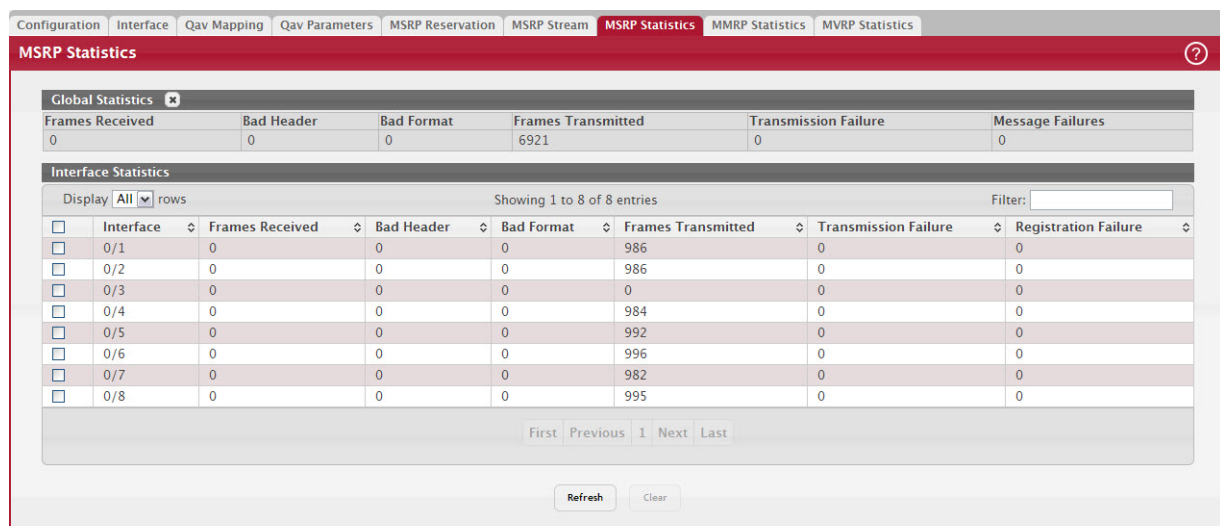 Configuration Interface Qav Mapping Qav Parameters MSRP Reservation MSRP Stream MSRP Statistics MMRP Statistics MVRP Statistics
MSRP Statistics ?
Global Statistics
Frames Received Bad Header Bad Format Frames Transmitted Transmission Failure Message Failures
0 0 0 6921 0 0
Interface Statistics
Display All rows Showing 1 to 8 of 8 entries Filter:
Interface Frames Received Bad Header Bad Format Frames Transmitted Transmission Failure Registration Failure
0/1 0 0 0 986 0 0
0/2 0 0 0 986 0 0
0/3 0 0 0 0 0 0
0/4 0 0 0 984 0 0
0/5 0 0 0 992 0 0
0/6 0 0 0 996 0 0
0/7 0 0 0 982 0 0
0/8 0 0 0 995 0 0
First Previous 1 Next Last
Refresh Clear